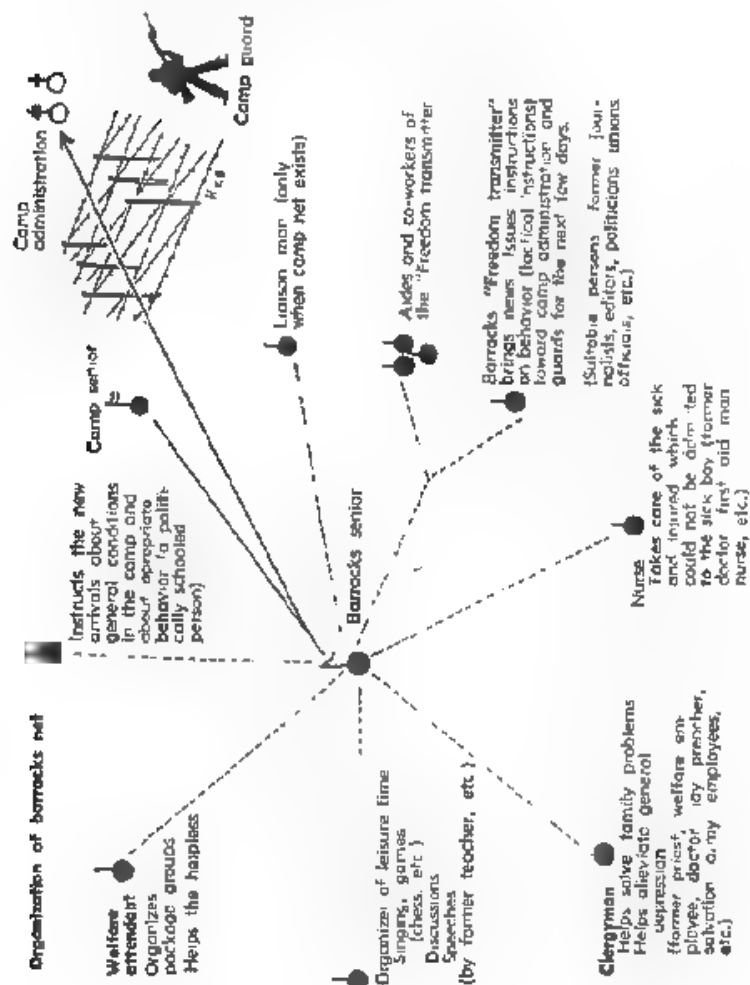 Organization of barracks net
Welfare
attendant
Organizes
package groups
Helps the helpless
Instructs the new
arrivals about
general conditions
in the camp and
about apropriate
behavior (a politi-
cally schooled
person)
Camp senior
Camp
administration
Camp guard
Liaison man (only
when camp net exists)
Barracks senior
Aides and co-workers of
the "Freedom transmitter"
Barracks "Freedom transmitter"
brings news issues instructions
on behavior (tactical instructions)
toward camp administration and
guards for the next few days.
(Suitable persons former jour-
nalists, editors, politicians unions
officials, etc.)
Organizer of leisure time
Singing, games
(chess, etc )
Discussions
Speeches
(by former teacher, etc )
Nurse
Takes care of the sick
and injured which
could not be admitted
to the sick bay (former
doctor first aid man
nurse, etc.)
Clergyman
Helps solve family problems
Helps alleviate general
depression
(former priest, welfare em-
ployee, doctor lay preacher,
salvation army employees,
etc.)